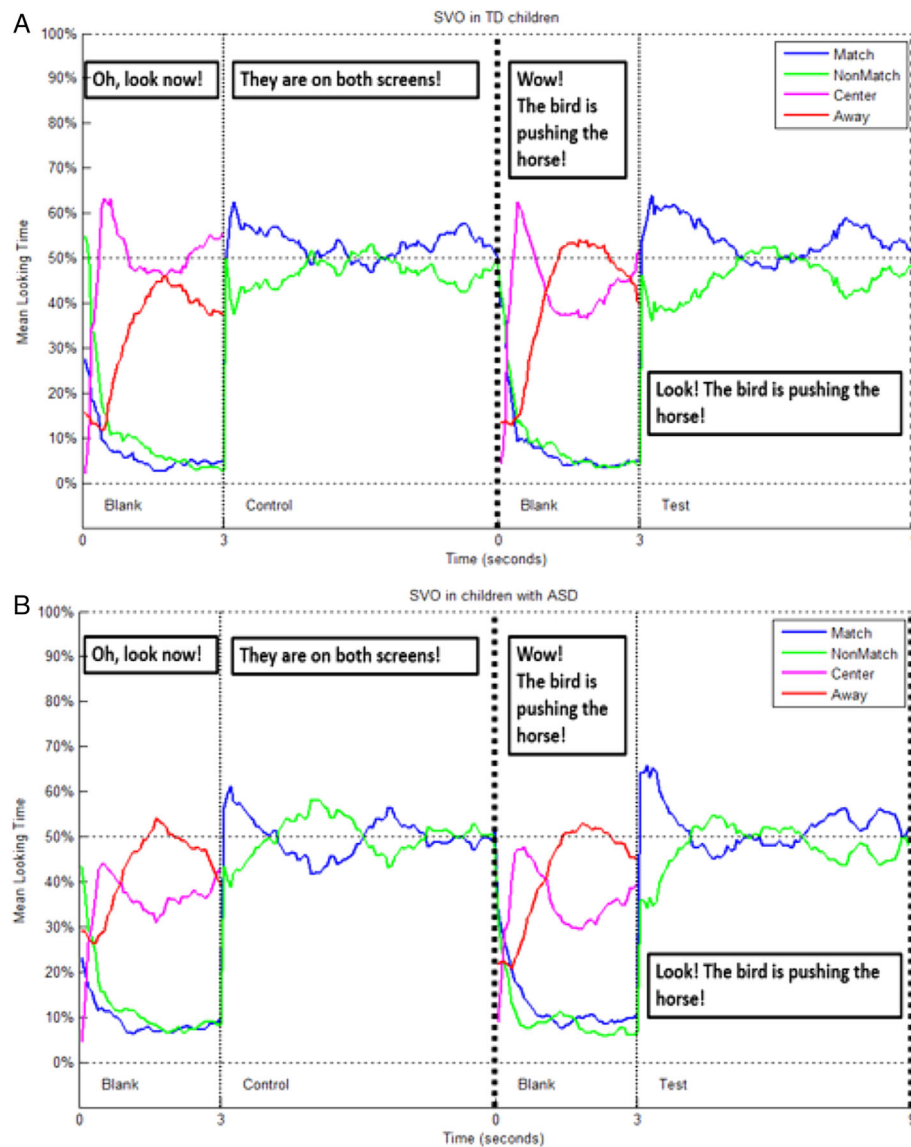 A
SVO in TD children
100%
90%
80%
70%
60%
50%
40%
30%
20%
10%
0%
Mean Looking Time
Oh, look now!
They are on both screens!
Wow!
The bird is
pushing the
horse!
Match
NonMatch
Center
Away
Look! The bird is pushing the
horse!
Blank
Control
Blank
Test
0
3
0
3
Time (seconds)
B
SVO in children with ASD
100%
90%
80%
70%
60%
50%
40%
30%
20%
10%
0%
Mean Looking Time
Oh, look now!
They are on both screens!
Wow!
The bird is
pushing the
horse!
Match
NonMatch
Center
Away
Look! The bird is pushing the
horse!
Blank
Control
Blank
Test
0
3
0
3
Time (seconds)